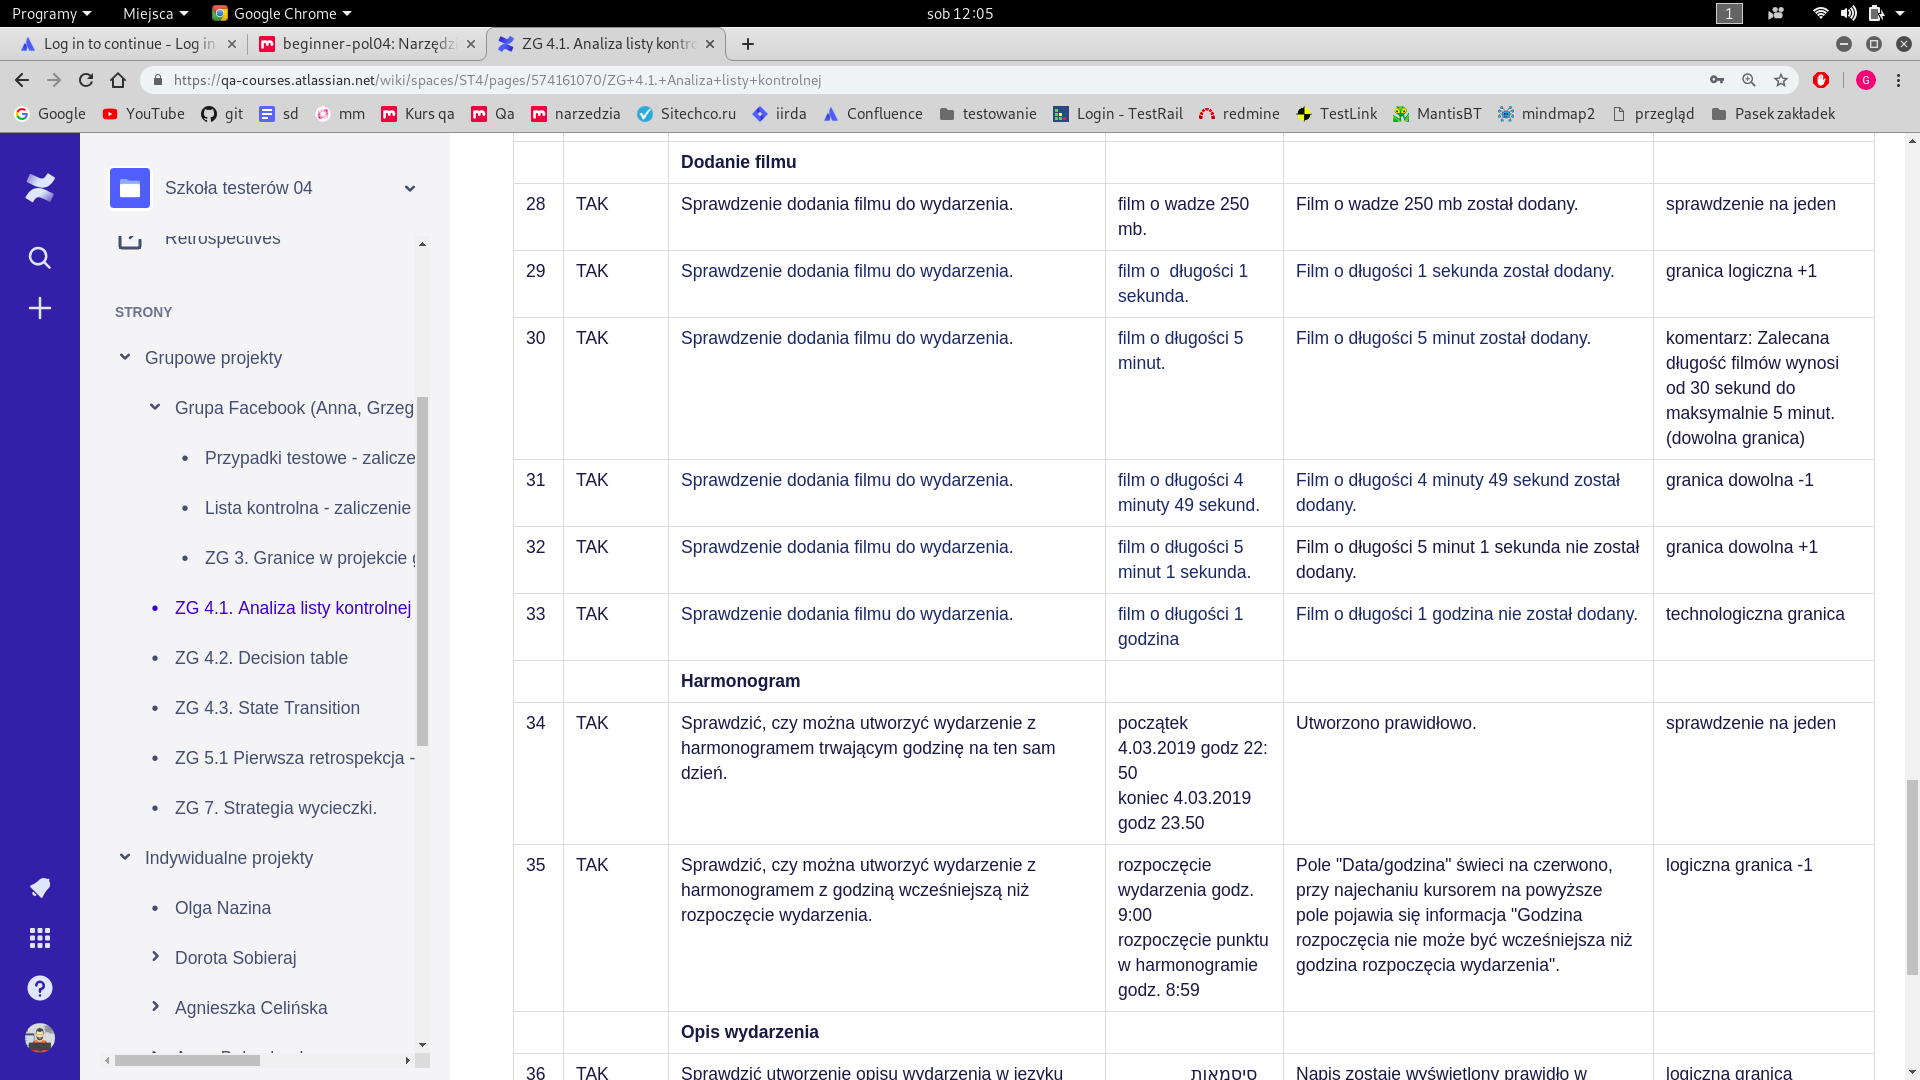 Programy Miejsca Google Chrome sob 12:05 1
Log in to continue - Log in beginner-pol04: Narzędzi ZG 4.1. Analiza listy kontro
https://qa-courses.atlassian.net/wiki/spaces/ST4/pages/574161070/ZG+4.1.+Analiza+listy+kontrolnej G
Google YouTube git sd mm Kurs qa Qa narzedzia Sitechco.ru iirda Confluence testowanie Login - TestRail redmine TestLink MantisBT mindmap2 przegląd Pasek zakładek
Szkoła testerów 04
Retrospectives
STRONY
Grupowe projekty
Grupa Facebook (Anna, Grzeg
Przypadki testowe - zalicze
Lista kontrolna - zaliczenie
ZG 3. Granice w projekcie g
ZG 4.1. Analiza listy kontrolnej
ZG 4.2. Decision table
ZG 4.3. State Transition
ZG 5.1 Pierwsza retrospekcja -
ZG 7. Strategia wycieczki.
Indywidualne projekty
Olga Nazina
Dorota Sobieraj
Agnieszka Celińska
Dodanie filmu
28 TAK Sprawdzenie dodania filmu do wydarzenia. film o wadze 250 Film o wadze 250 mb został dodany. sprawdzenie na jeden
mb.
29 TAK Sprawdzenie dodania filmu do wydarzenia. film o długości 1 Film o długości 1 sekunda został dodany. granica logiczna +1
sekunda.
30 TAK Sprawdzenie dodania filmu do wydarzenia. film o długości 5 Film o długości 5 minut został dodany. komentarz: Zalecana
minut. długość filmów wynosi
od 30 sekund do
maksymalnie 5 minut.
(dowolna granica)
31 TAK Sprawdzenie dodania filmu do wydarzenia. film o długości 4 Film o długości 4 minuty 49 sekund został granica dowolna -1
minuty 49 sekund. dodany.
32 TAK Sprawdzenie dodania filmu do wydarzenia. film o długości 5 Film o długości 5 minut 1 sekunda nie został granica dowolna +1
minut 1 sekunda. dodany.
33 TAK Sprawdzenie dodania filmu do wydarzenia. film o długości 1 Film o długości 1 godzina nie został dodany. technologiczna granica
godzina
Harmonogram
34 TAK Sprawdzić, czy można utworzyć wydarzenie z początek Utworzono prawidłowo. sprawdzenie na jeden
harmonogramem trwającym godzinę na ten sam 4.03.2019 godz 22:
dzień. 50
koniec 4.03.2019
godz 23.50
35 TAK Sprawdzić, czy można utworzyć wydarzenie z rozpoczęcie Pole "Data/godzina" świeci na czerwono, logiczna granica -1
harmonogramem z godziną wcześniejszą niż wydarzenia godz. przy najechaniu kursorem na powyższe
rozpoczęcie wydarzenia. 9:00 pole pojawia się informacja "Godzina
rozpoczęcie punktu rozpoczęcia nie może być wcześniejsza niż
w harmonogramie godzina rozpoczęcia wydarzenia".
godz. 8:59
Opis wydarzenia
36 TAK Sprawdzić utworzenie opisu wydarzenia w języku סיסמאות Napis zostaje wyświetlony prawidło w logiczna granica